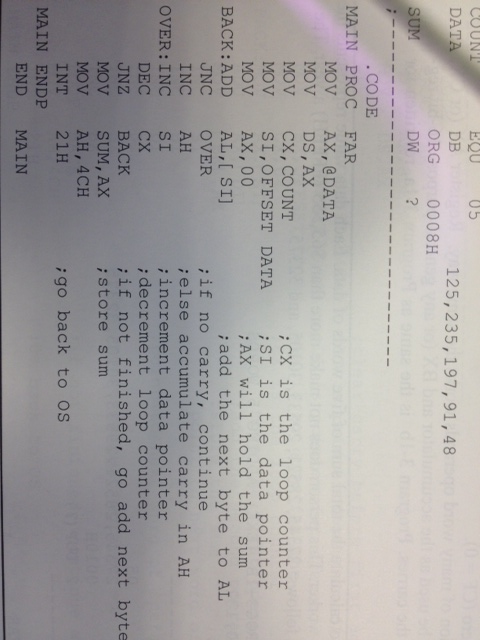 COUNT EQU 05
DATA DB 125,235,197,91,48
ORG 0008H
SUM DW ?
;---------------------------
.CODE
MAIN PROC FAR
MOV AX,@DATA
MOV DS,AX
MOV CX,COUNT ;CX is the loop counter
MOV SI,OFFSET DATA ;SI is the data pointer
MOV AX,00 ;AX will hold the sum
BACK:ADD AL,[SI] ;add the next byte to AL
JNC OVER ;if no carry, continue
INC AH ;else accumulate carry in AH
OVER:INC SI ;increment data pointer
DEC CX ;decrement loop counter
JNZ BACK ;if not finished, go add next byte
MOV SUM,AX ;store sum
MOV AH,4CH
INT 21H ;go back to OS
MAIN ENDP
END MAIN